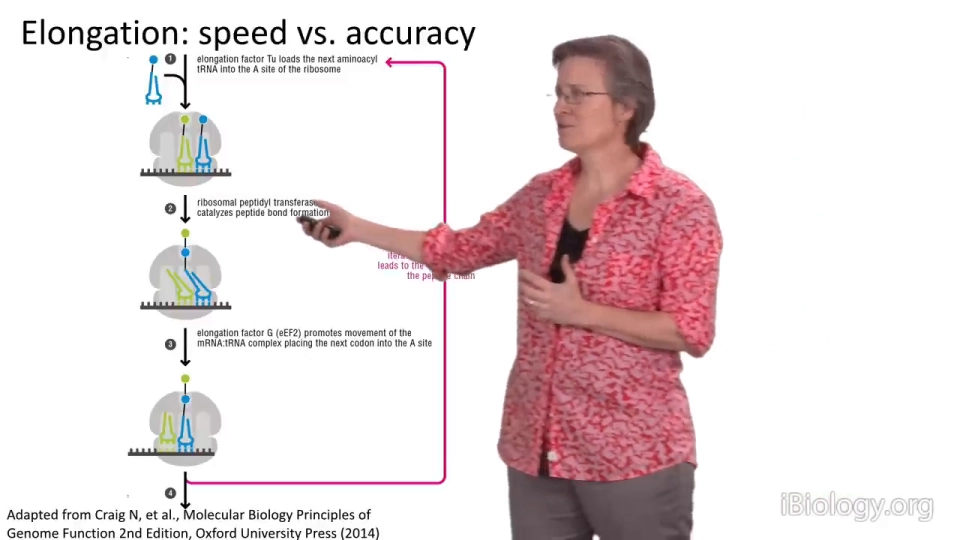 Elongation: speed vs. accuracy
1
elongation factor Tu loads the next aminoacyl
tRNA into the A site of the ribosome
2
ribosomal peptidyl transferase
catalyzes peptide bond formation
leads to the
the peptide chain
3
elongation factor G (eEF2) promotes movement of the
mRNA:tRNA complex placing the next codon into the A site
4
Adapted from Craig N, et al., Molecular Biology Principles of
Genome Function 2nd Edition, Oxford University Press (2014)
iBiology.org